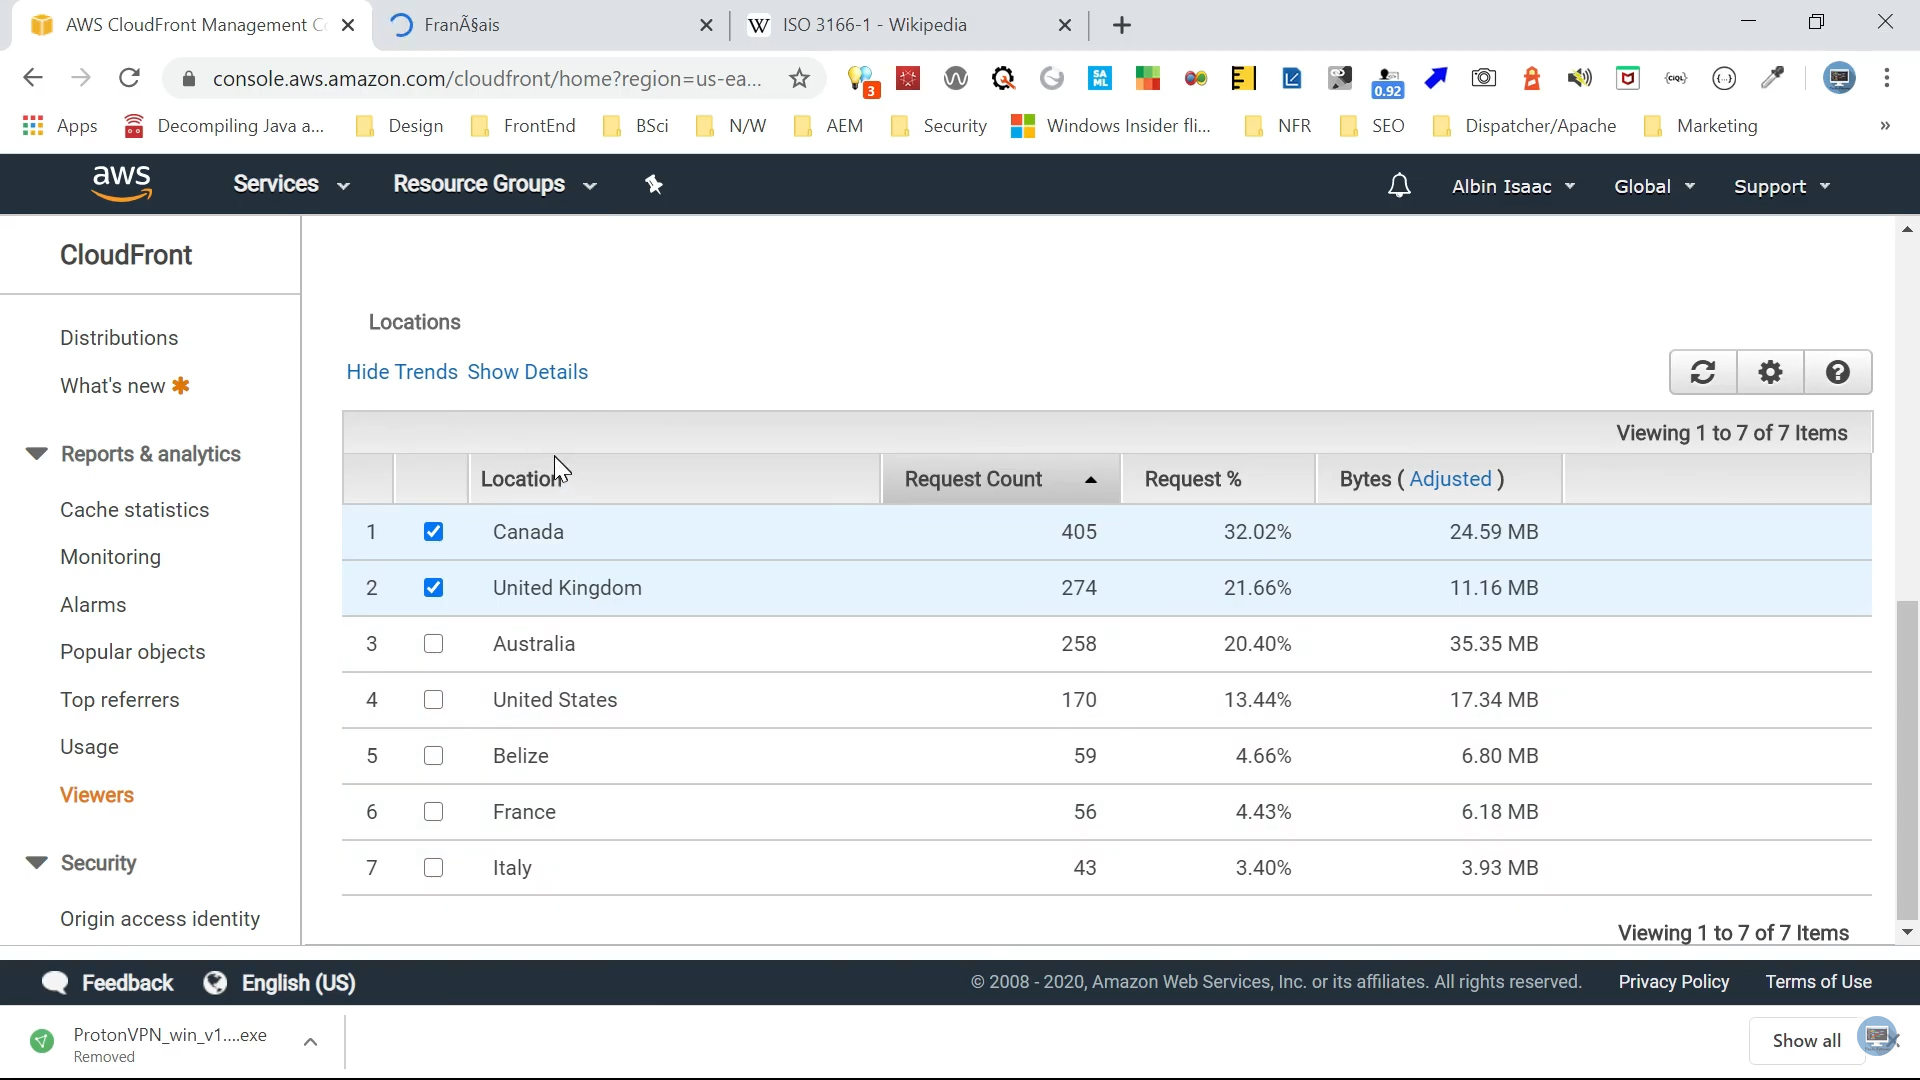 AWS CloudFront Management C
FranÃ§ais
ISO 3166-1 - Wikipedia
console.aws.amazon.com/cloudfront/home?region=us-ea...
3
SA
ML
0.92
{CIQ}
{...}
Apps
Decompiling Java a...
Design
FrontEnd
BSci
N/W
AEM
Security
Windows Insider fli...
NFR
SEO
Dispatcher/Apache
Marketing
»
aws
Services
Resource Groups
Albin Isaac
Global
Support
CloudFront
Distributions
What's new
Reports & analytics
Cache statistics
Monitoring
Alarms
Popular objects
Top referrers
Usage
Viewers
Security
Origin access identity
Locations
Hide Trends Show Details
Viewing 1 to 7 of 7 Items
Location Request Count Request % Bytes ( Adjusted )
1 Canada 405 32.02% 24.59 MB
2 United Kingdom 274 21.66% 11.16 MB
3 Australia 258 20.40% 35.35 MB
4 United States 170 13.44% 17.34 MB
5 Belize 59 4.66% 6.80 MB
6 France 56 4.43% 6.18 MB
7 Italy 43 3.40% 3.93 MB
Viewing 1 to 7 of 7 Items
Feedback
English (US)
© 2008 - 2020, Amazon Web Services, Inc. or its affiliates. All rights reserved.
Privacy Policy
Terms of Use
ProtonVPN_win_v1....exe
Removed
Show all